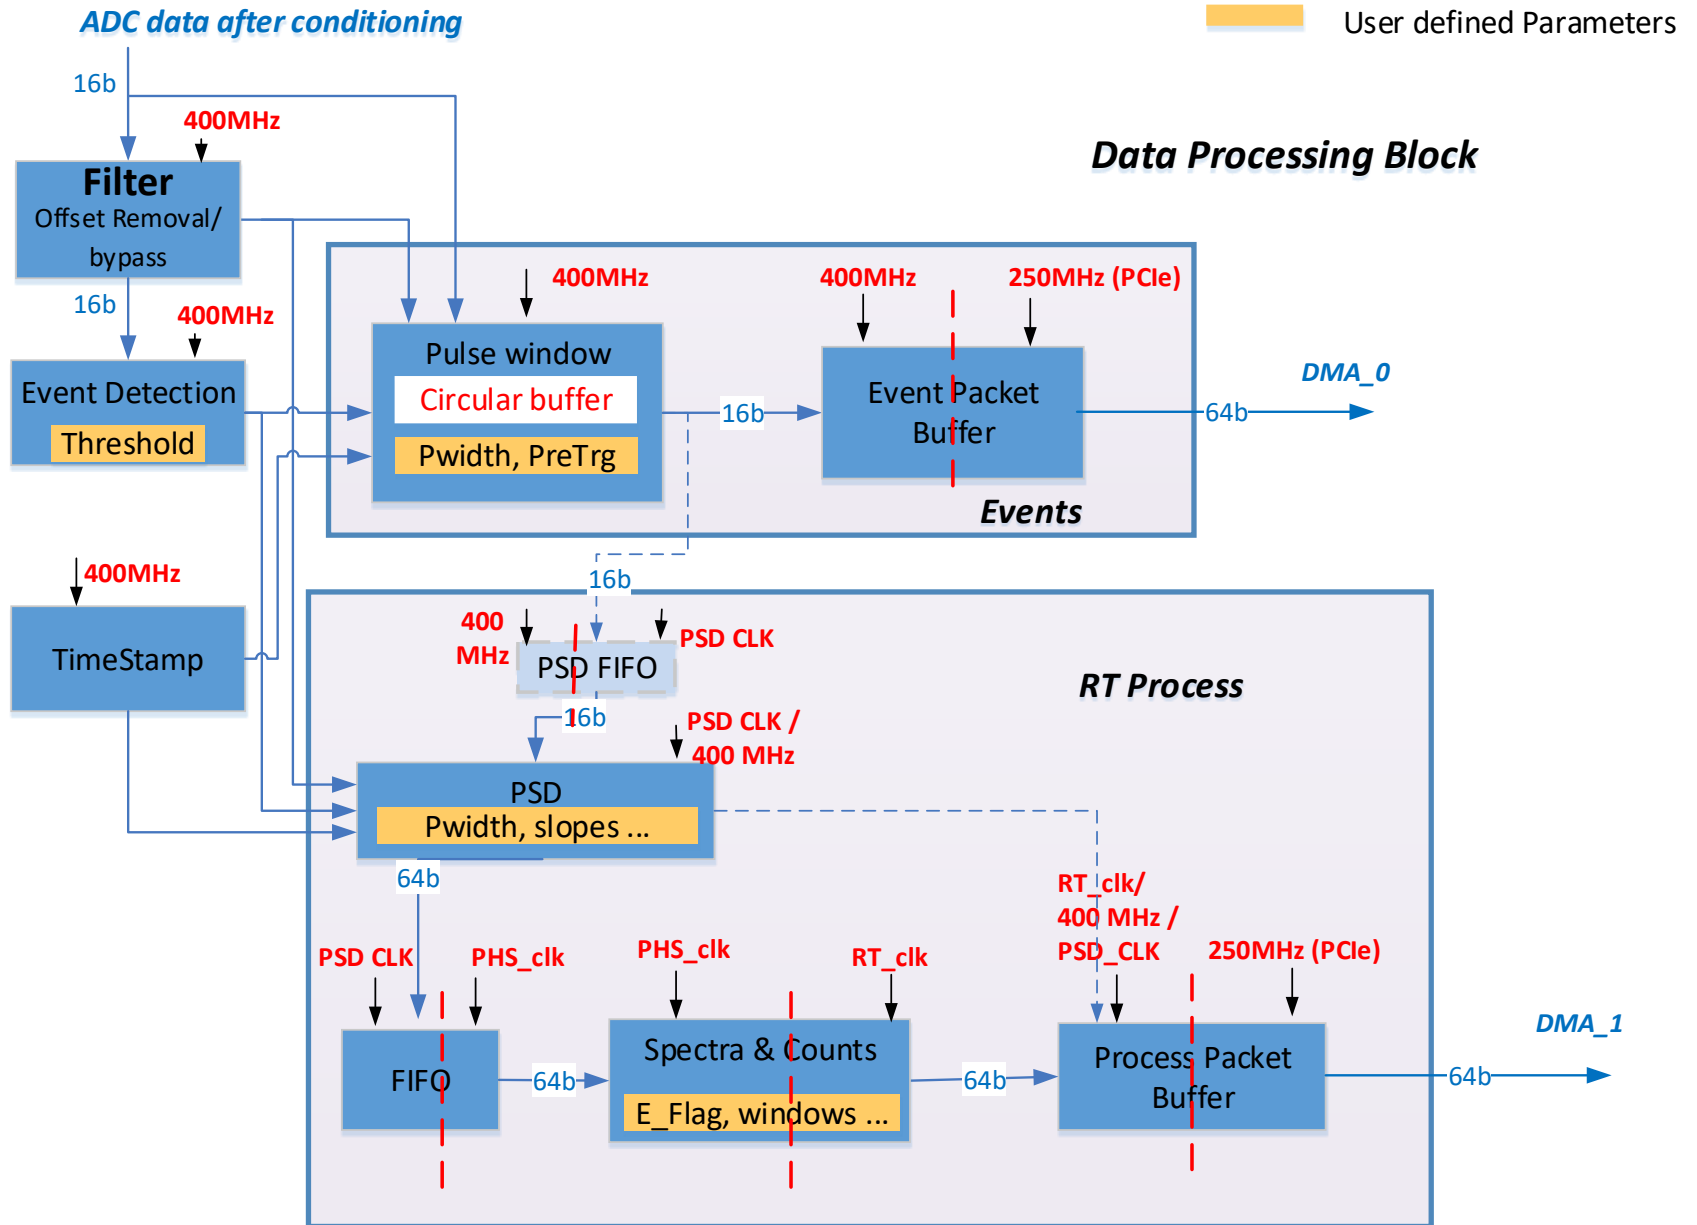 ADC data after conditioning
User defined Parameters
16b
400MHz
Data Processing Block
Filter
Offset Removal/
bypass
16b
400MHz
400MHz
400MHz
250MHz (PCIe)
Event Detection
Threshold
Pulse window
Circular buffer
Pwidth, PreTrg
16b
Event Packet
Buffer
64b
DMA_0
Events
400MHz
TimeStamp
16b
400
MHz
PSD CLK
PSD FIFO
RT Process
16b
PSD CLK /
400 MHz
PSD
Pwidth, slopes ...
64b
RT_clk/
400 MHz /
PSD_CLK
PSD CLK
PHS_clk
PHS_clk
RT_clk
250MHz (PCIe)
FIFO
64b
Spectra & Counts
E_Flag, windows ...
64b
Process Packet
Buffer
64b
DMA_1